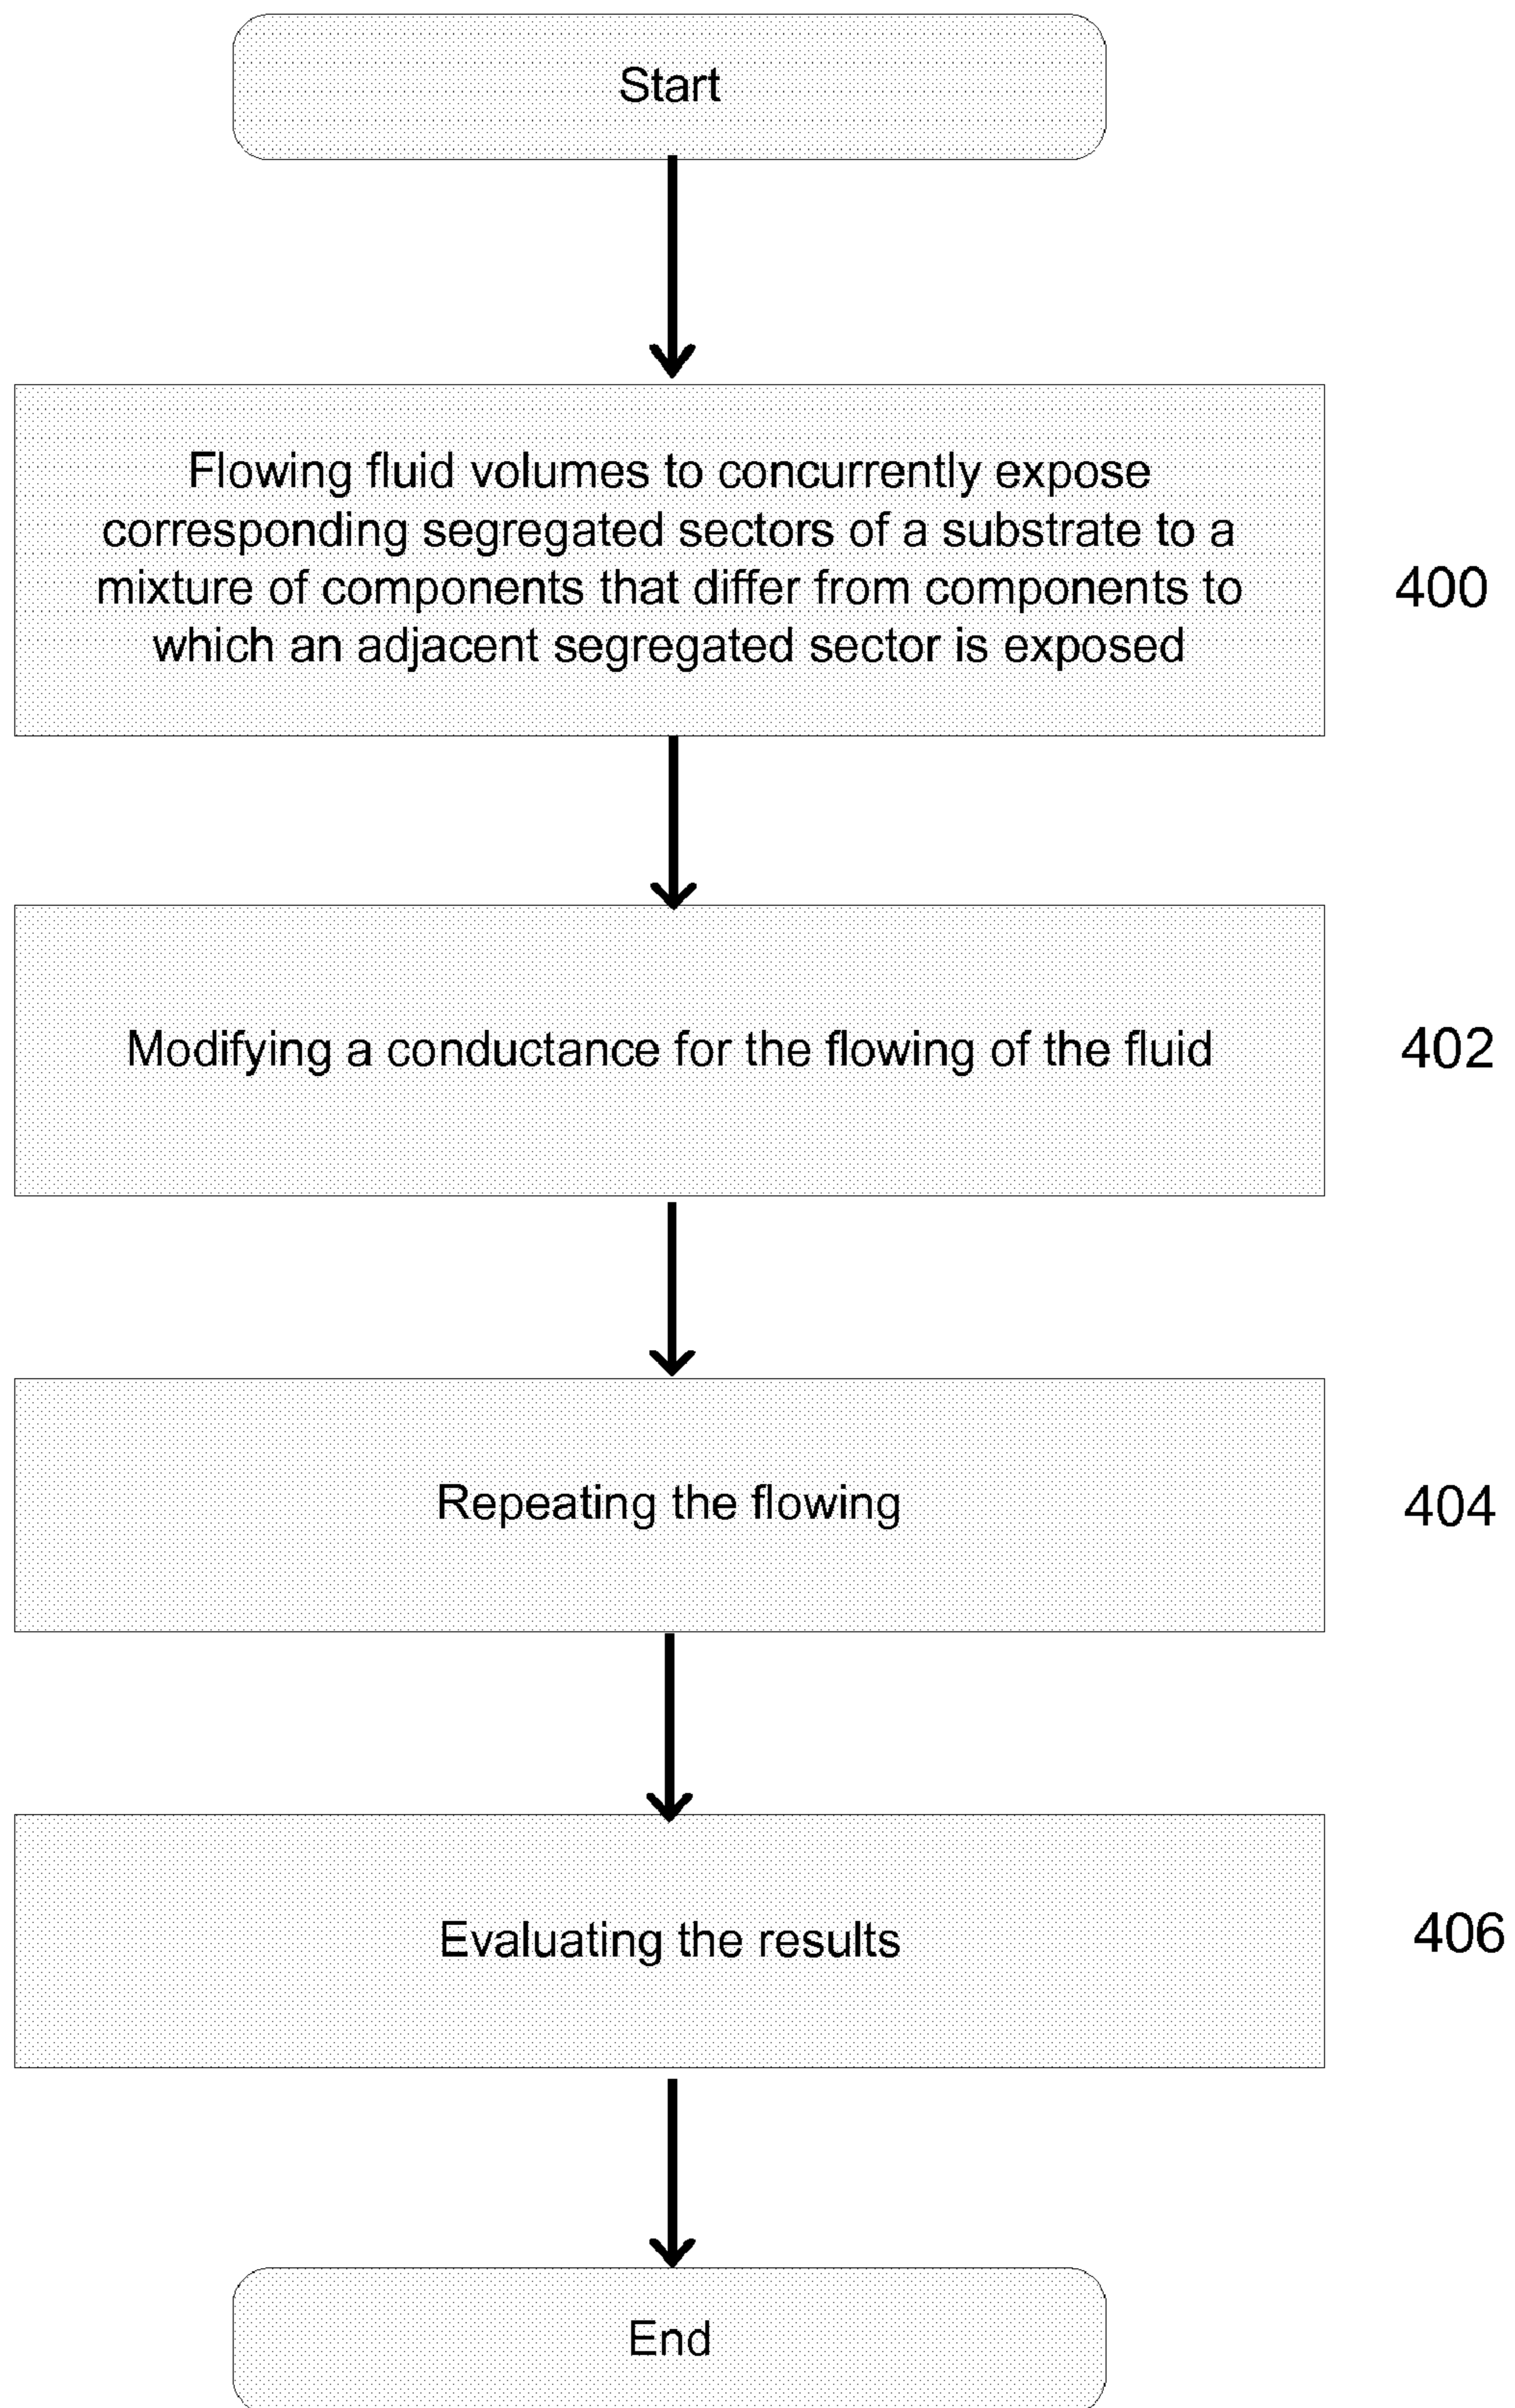 Start
Flowing fluid volumes to concurrently expose
corresponding segregated sectors of a substrate to a
mixture of components that differ from components to
which an adjacent segregated sector is exposed
400
Modifying a conductance for the flowing of the fluid
402
Repeating the flowing
404
Evaluating the results
406
End